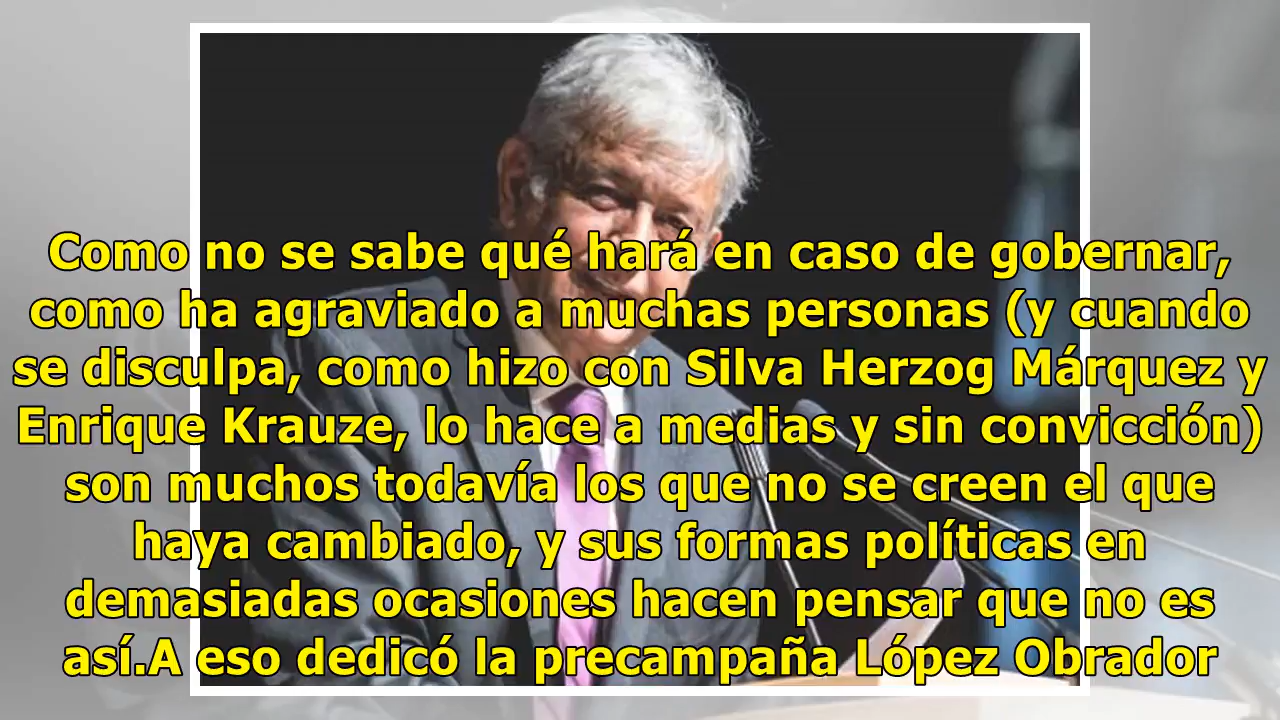 Como no se sabe qué hará en caso de gobernar,
como ha agraviado a muchas personas (y cuando
se disculpa, como hizo con Silva Herzog Márquez y
Enrique Krauze, lo hace a medias y sin convicción)
son muchos todavía los que no se creen el que
haya cambiado, y sus formas políticas en
demasiadas ocasiones hacen pensar que no es
así.A eso dedicó la precampaña López Obrador